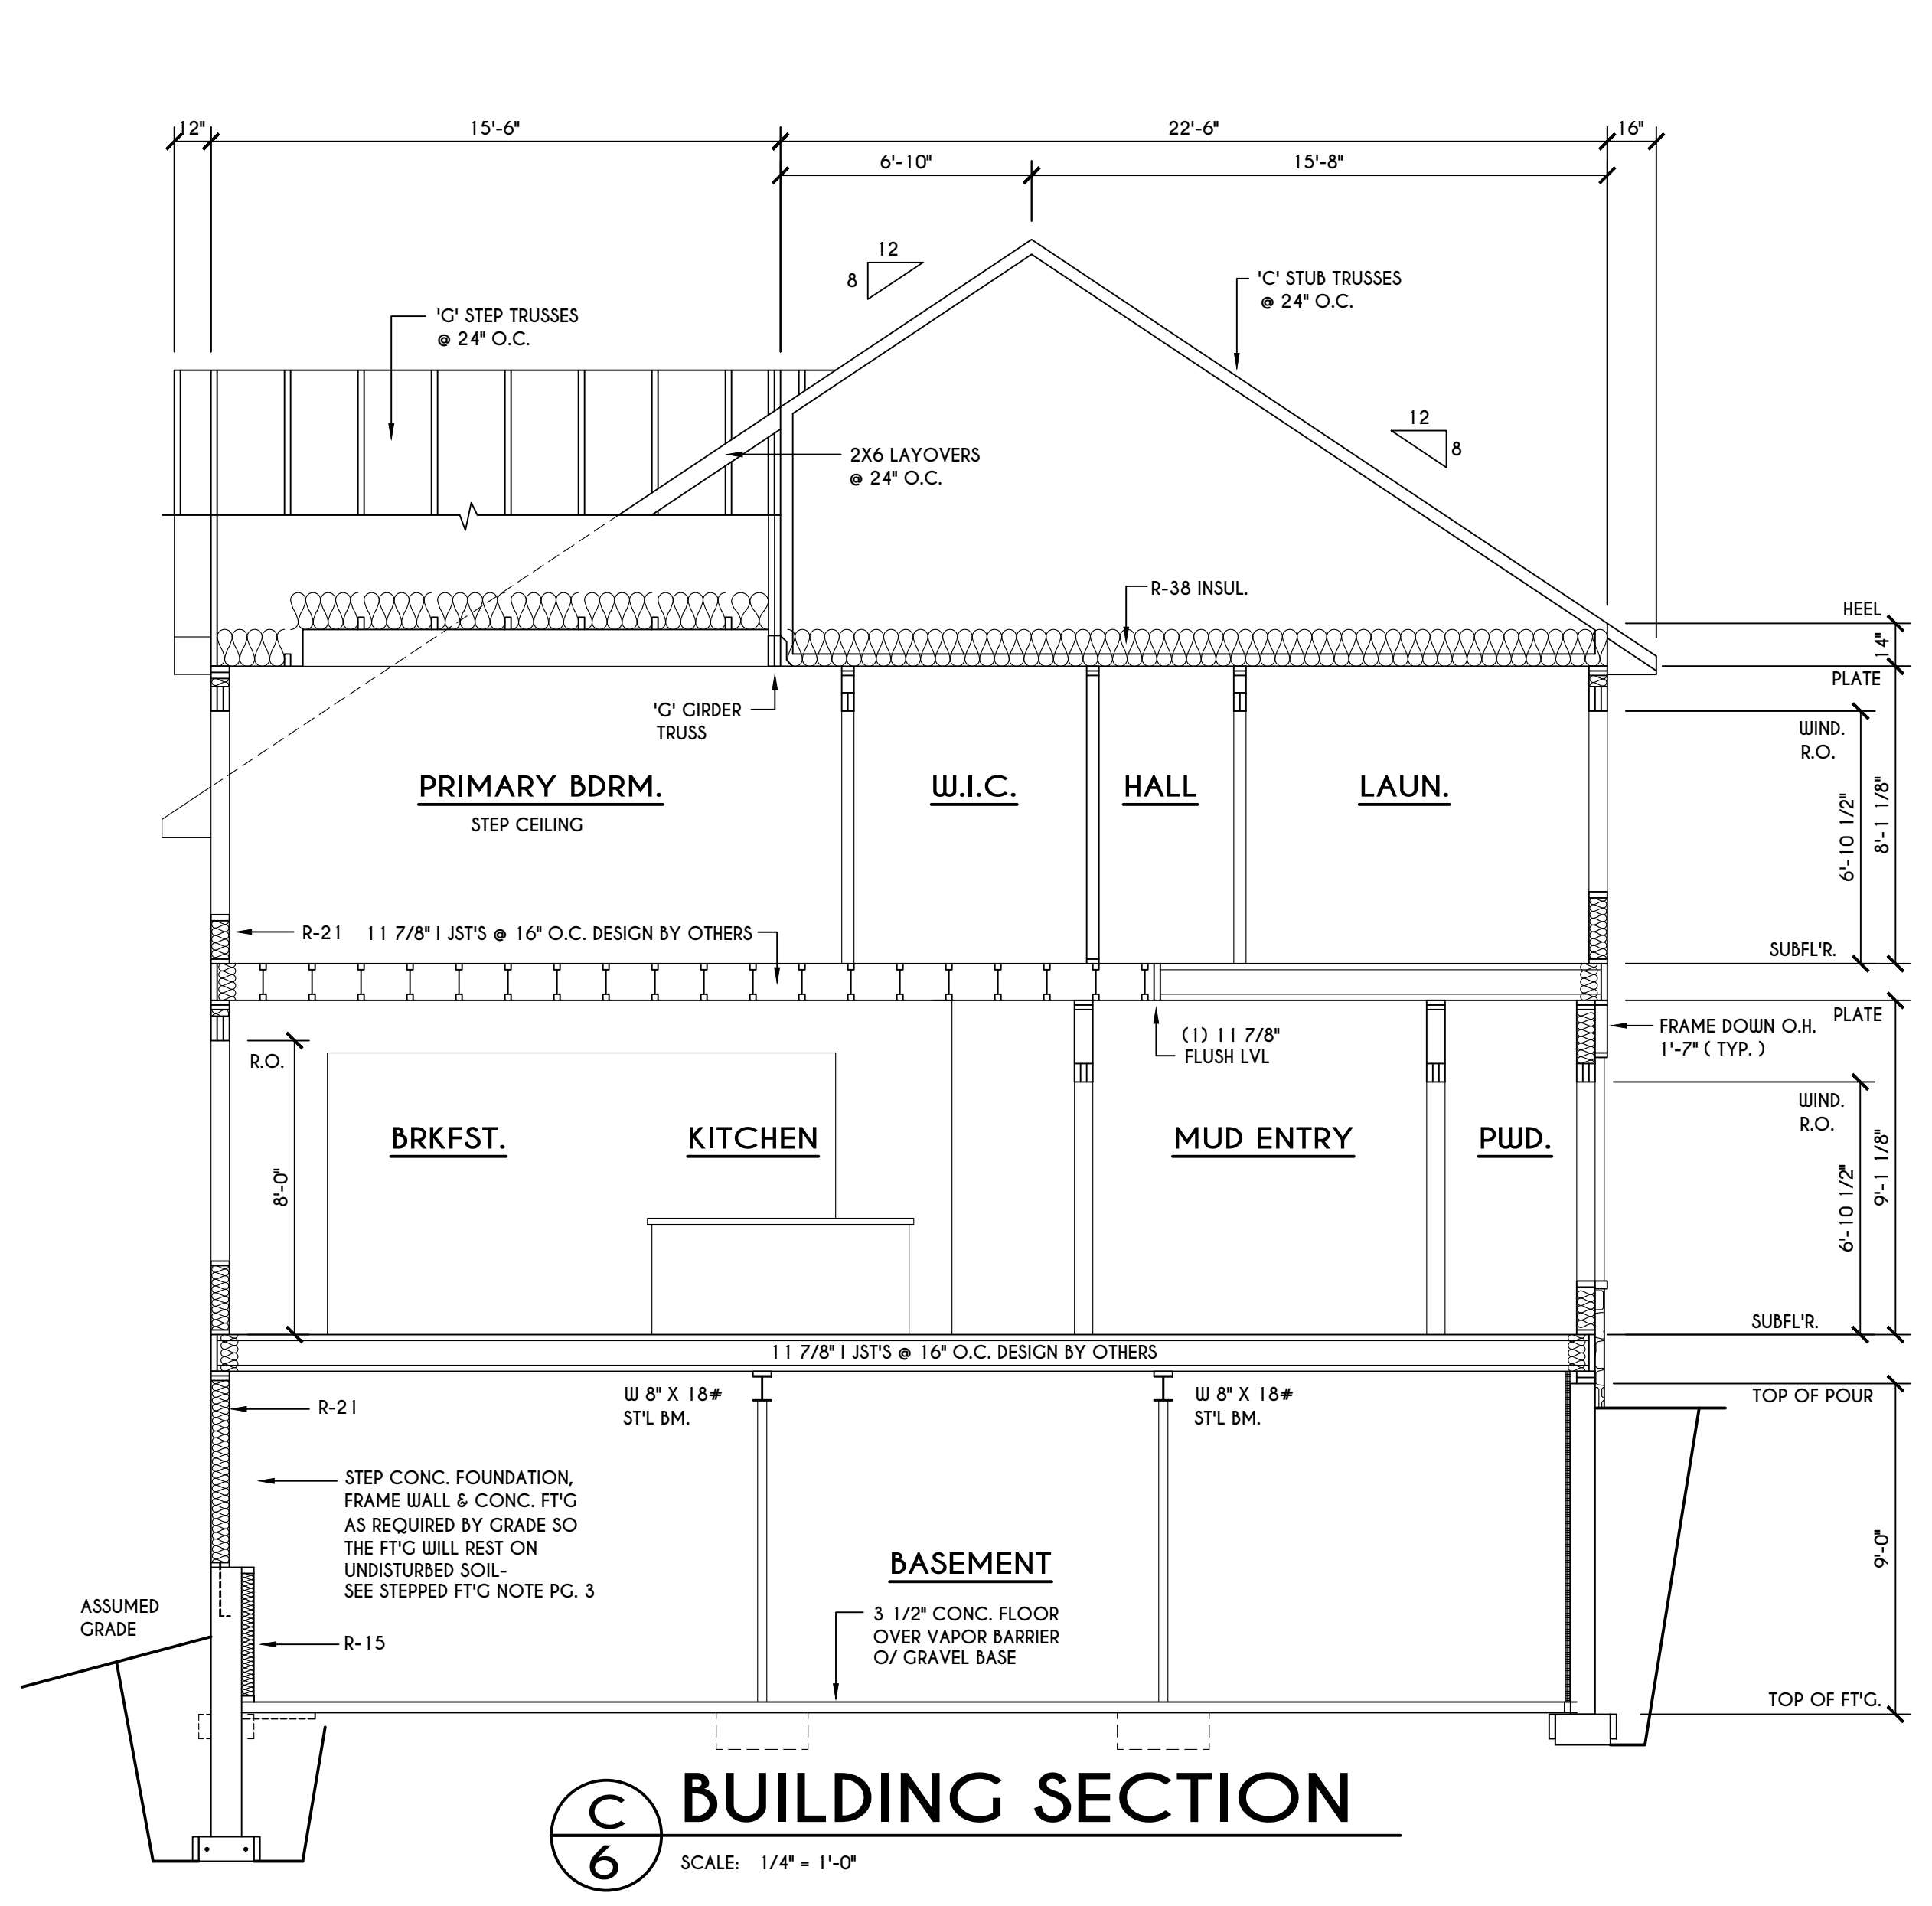 12"
15'-6"
22'-6"
16"
6'-10"
15'-8"
12
8
'C' STUB TRUSSES
@ 24" O.C.
'G' STEP TRUSSES
@ 24" O.C.
12
8
2X6 LAYOVERS
@ 24" O.C.
R-38 INSUL.
HEEL
14"
PLATE
'G' GIRDER
TRUSS
WIND.
R.O.
PRIMARY BDRM.
STEP CEILING
W.I.C.
HALL
LAUN.
6'-10 1/2"
8'-1 1/8"
R-21
11 7/8" I JST'S @ 16" O.C. DESIGN BY OTHERS
SUBFL'R.
PLATE
FRAME DOWN O.H.
1'-7" ( TYP. )
(1) 11 7/8"
FLUSH LVL
R.O.
WIND.
R.O.
BRKFST.
KITCHEN
MUD ENTRY
PWD.
8'-0"
6'-10 1/2"
9'-1 1/8"
SUBFL'R.
11 7/8" I JST'S @ 16" O.C. DESIGN BY OTHERS
W 8" X 18#
ST'L BM.
W 8" X 18#
ST'L BM.
TOP OF POUR
R-21
STEP CONC. FOUNDATION,
FRAME WALL & CONC. FT'G
AS REQUIRED BY GRADE SO
THE FT'G WILL REST ON
UNDISTURBED SOIL-
SEE STEPPED FT'G NOTE PG. 3
9'-0"
BASEMENT
3 1/2" CONC. FLOOR
OVER VAPOR BARRIER
O/ GRAVEL BASE
ASSUMED
GRADE
R-15
TOP OF FT'G.
C
6
BUILDING SECTION
SCALE: 1/4" = 1'-0"